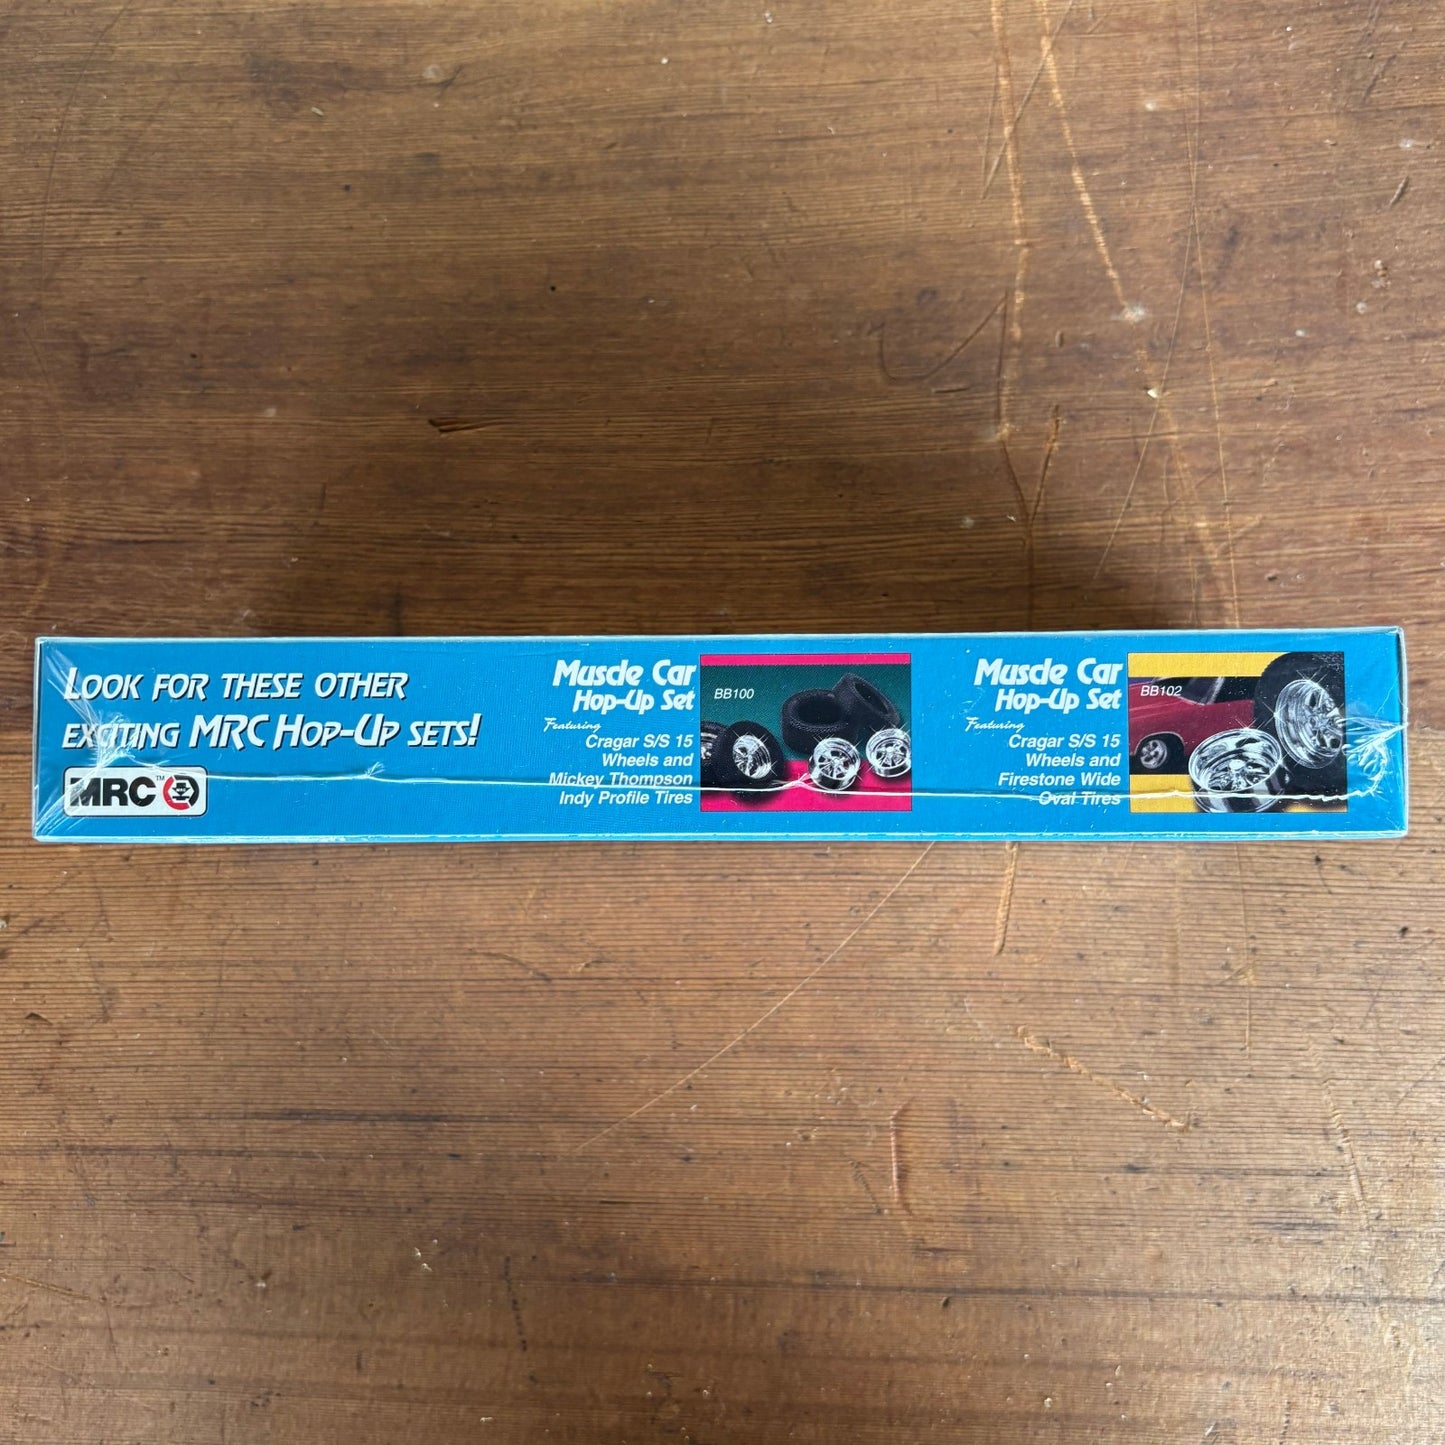 LOOK FOR THESE OTHER
EXCITING MRC HOP-UP SETS!
MRC™
Muscle Car
Hop-Up Set
Featuring
Cragar S/S 15
Wheels and
Mickey Thompson
Indy Profile Tires
BB100
Muscle Car
Hop-Up Set
Featuring
Cragar S/S 15
Wheels and
Firestone Wide
Oval Tires
BB102